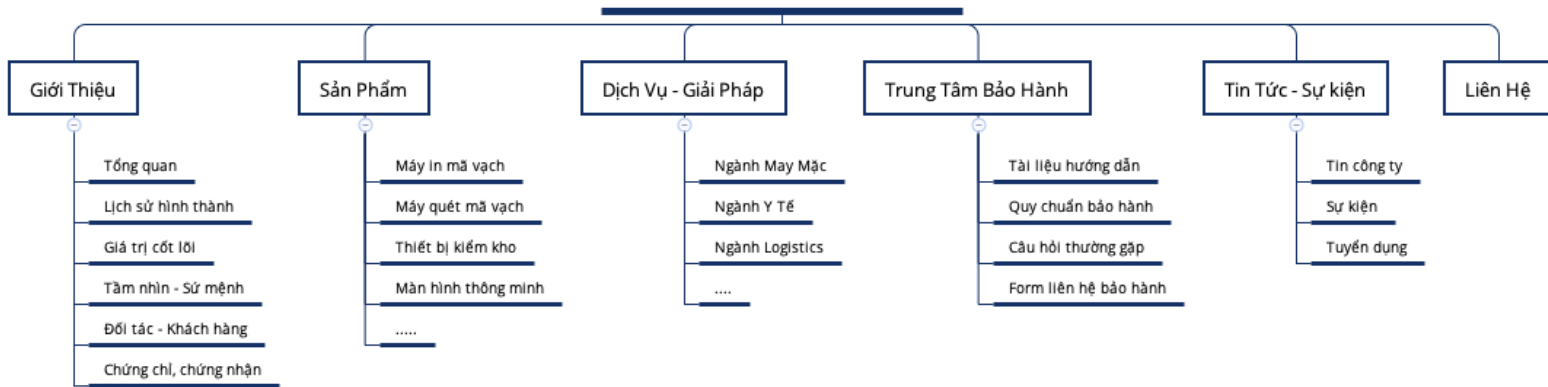 Giới Thiệu
Tổng quan
Lịch sử hình thành
Giá trị cốt lõi
Tầm nhìn - Sứ mệnh
Đối tác - Khách hàng
Chứng chỉ, chứng nhận
Sản Phẩm
Máy in mã vạch
Máy quét mã vạch
Thiết bị kiểm kho
Màn hình thông minh
.....
Dịch Vụ - Giải Pháp
Ngành May Mặc
Ngành Y Tế
Ngành Logistics
....
Trung Tâm Bảo Hành
Tài liệu hướng dẫn
Quy chuẩn bảo hành
Câu hỏi thường gặp
Form liên hệ bảo hành
Tin Tức - Sự kiện
Tin công ty
Sự kiện
Tuyển dụng
Liên Hệ